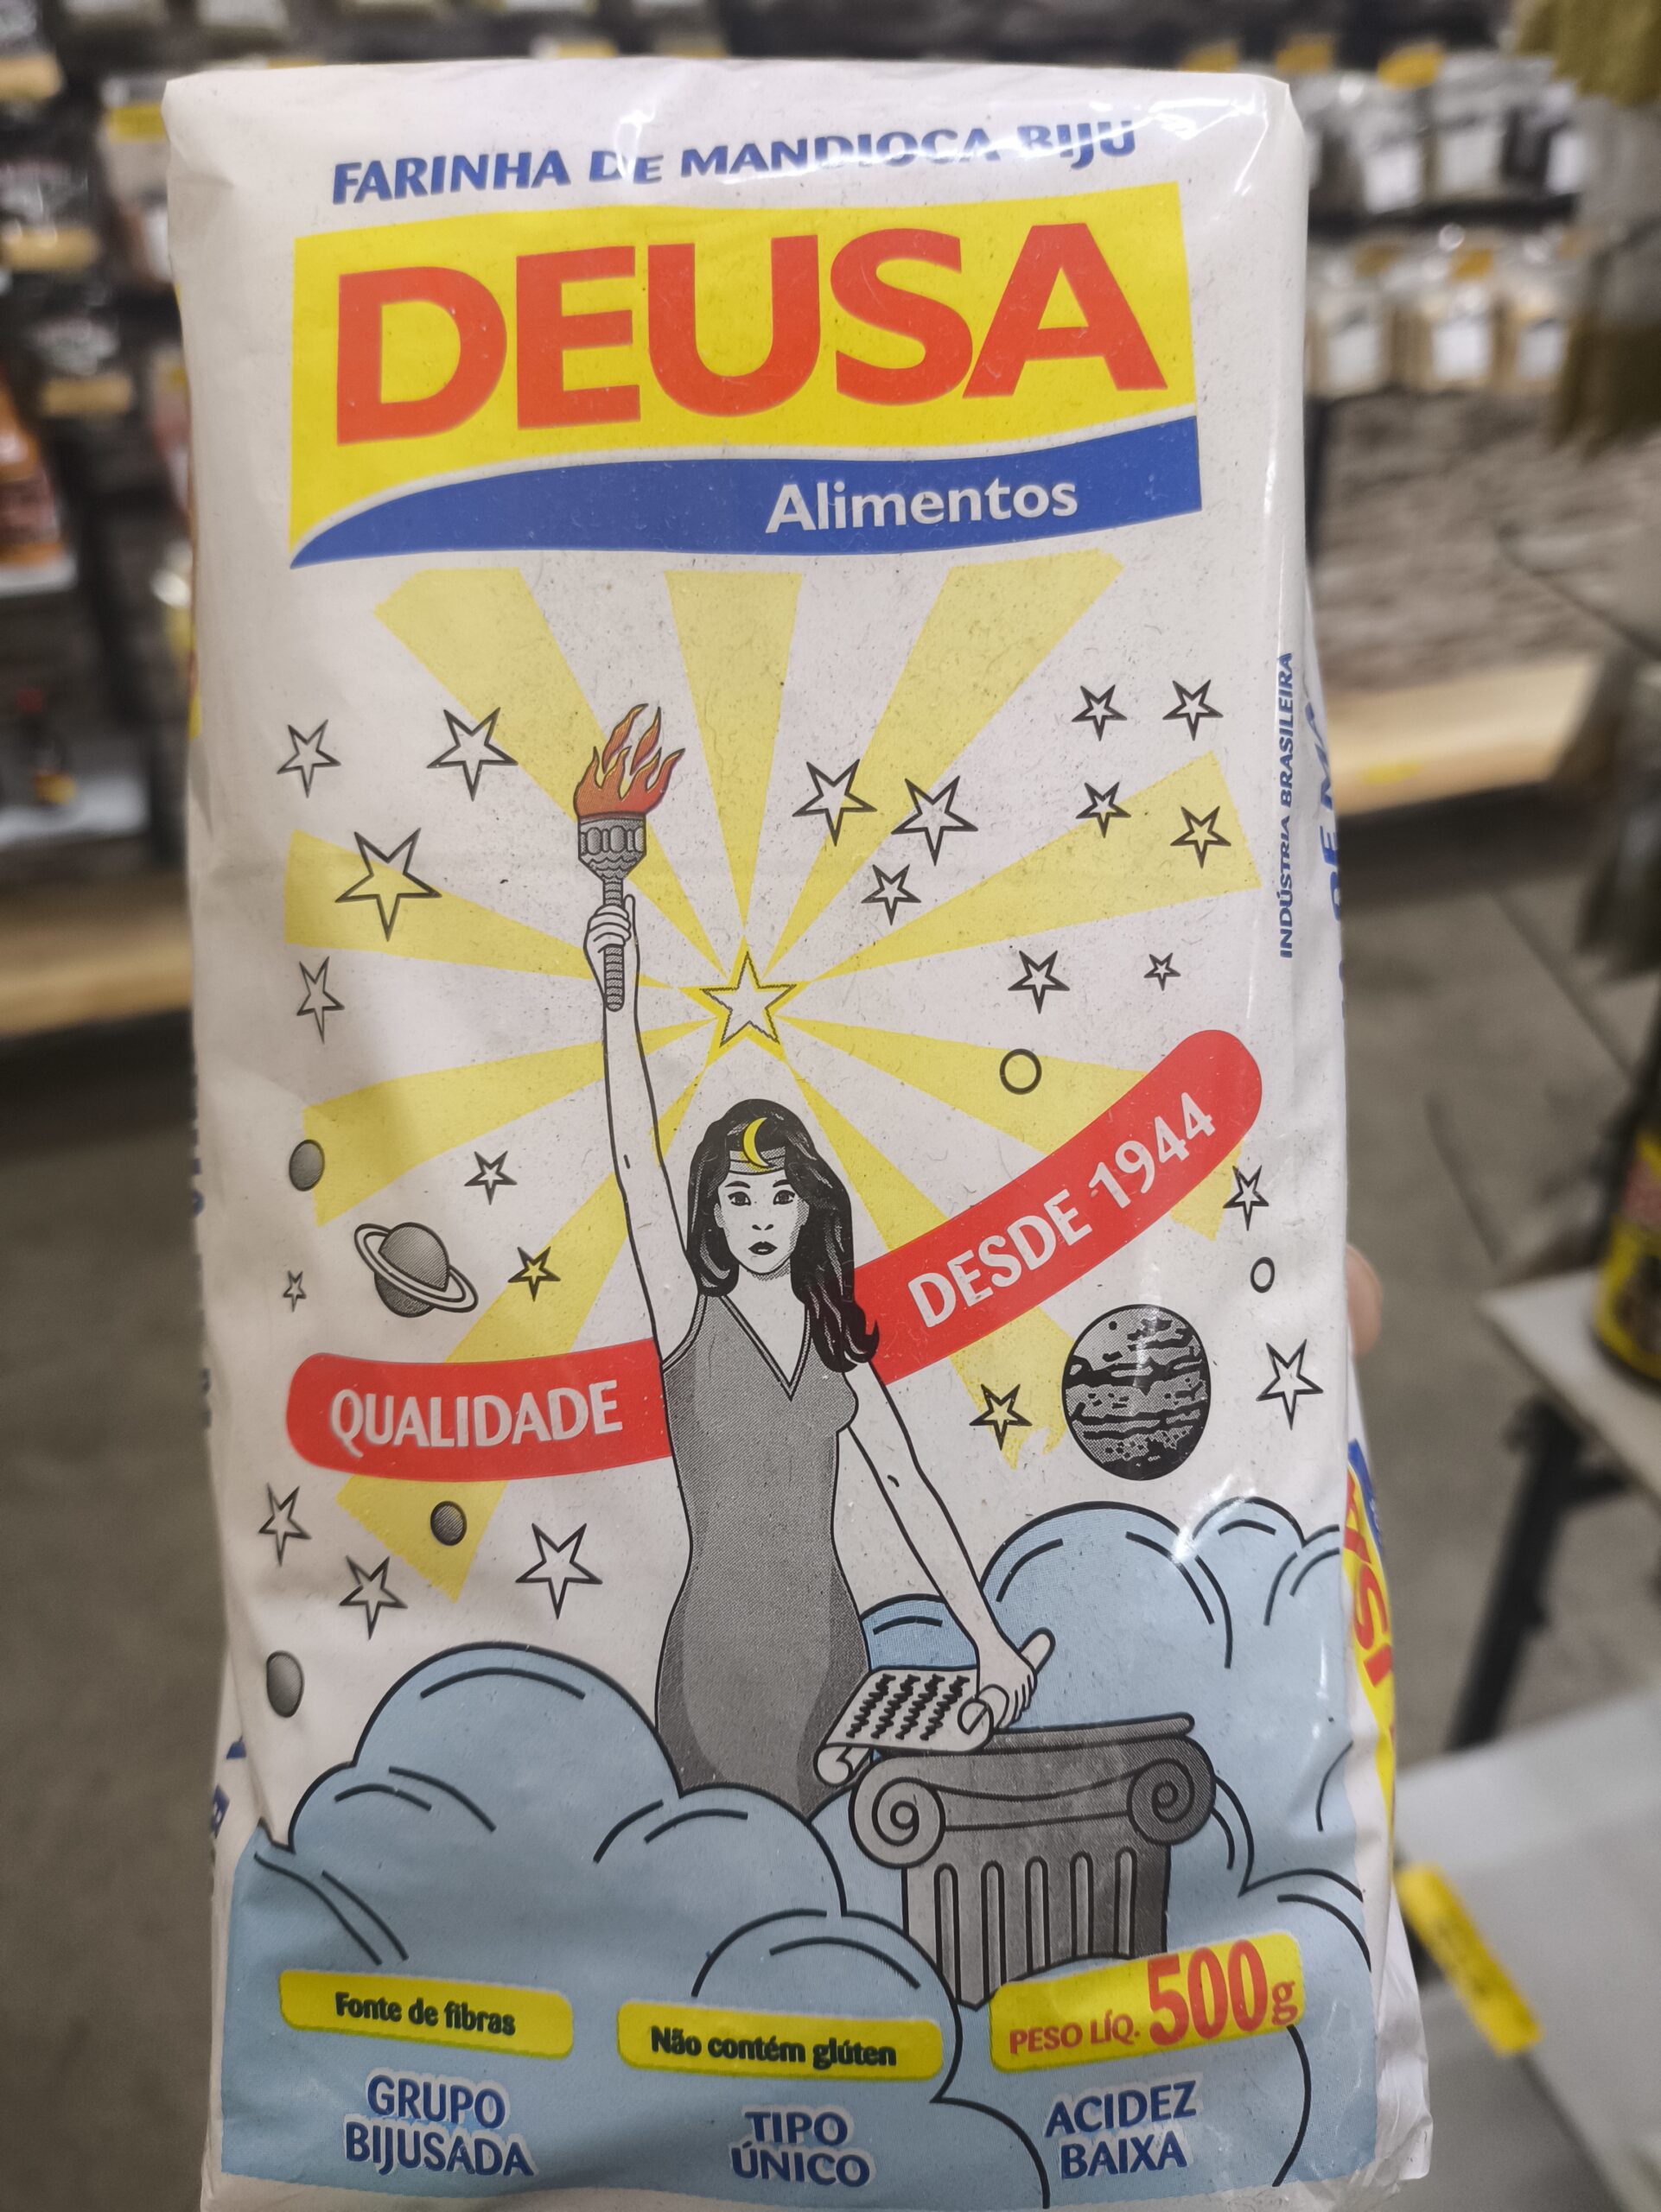 FARINHA DE MANDIOCA BIJU
DEUSA
Alimentos
INDÚSTRIA BRASILEIRA
DESDE 1944
QUALIDADE
Fonte de fibras
Não contém glúten
PESO LÍQ. 500g
GRUPO
BIJUSADA
TIPO
ÚNICO
ACIDEZ
BAIXA